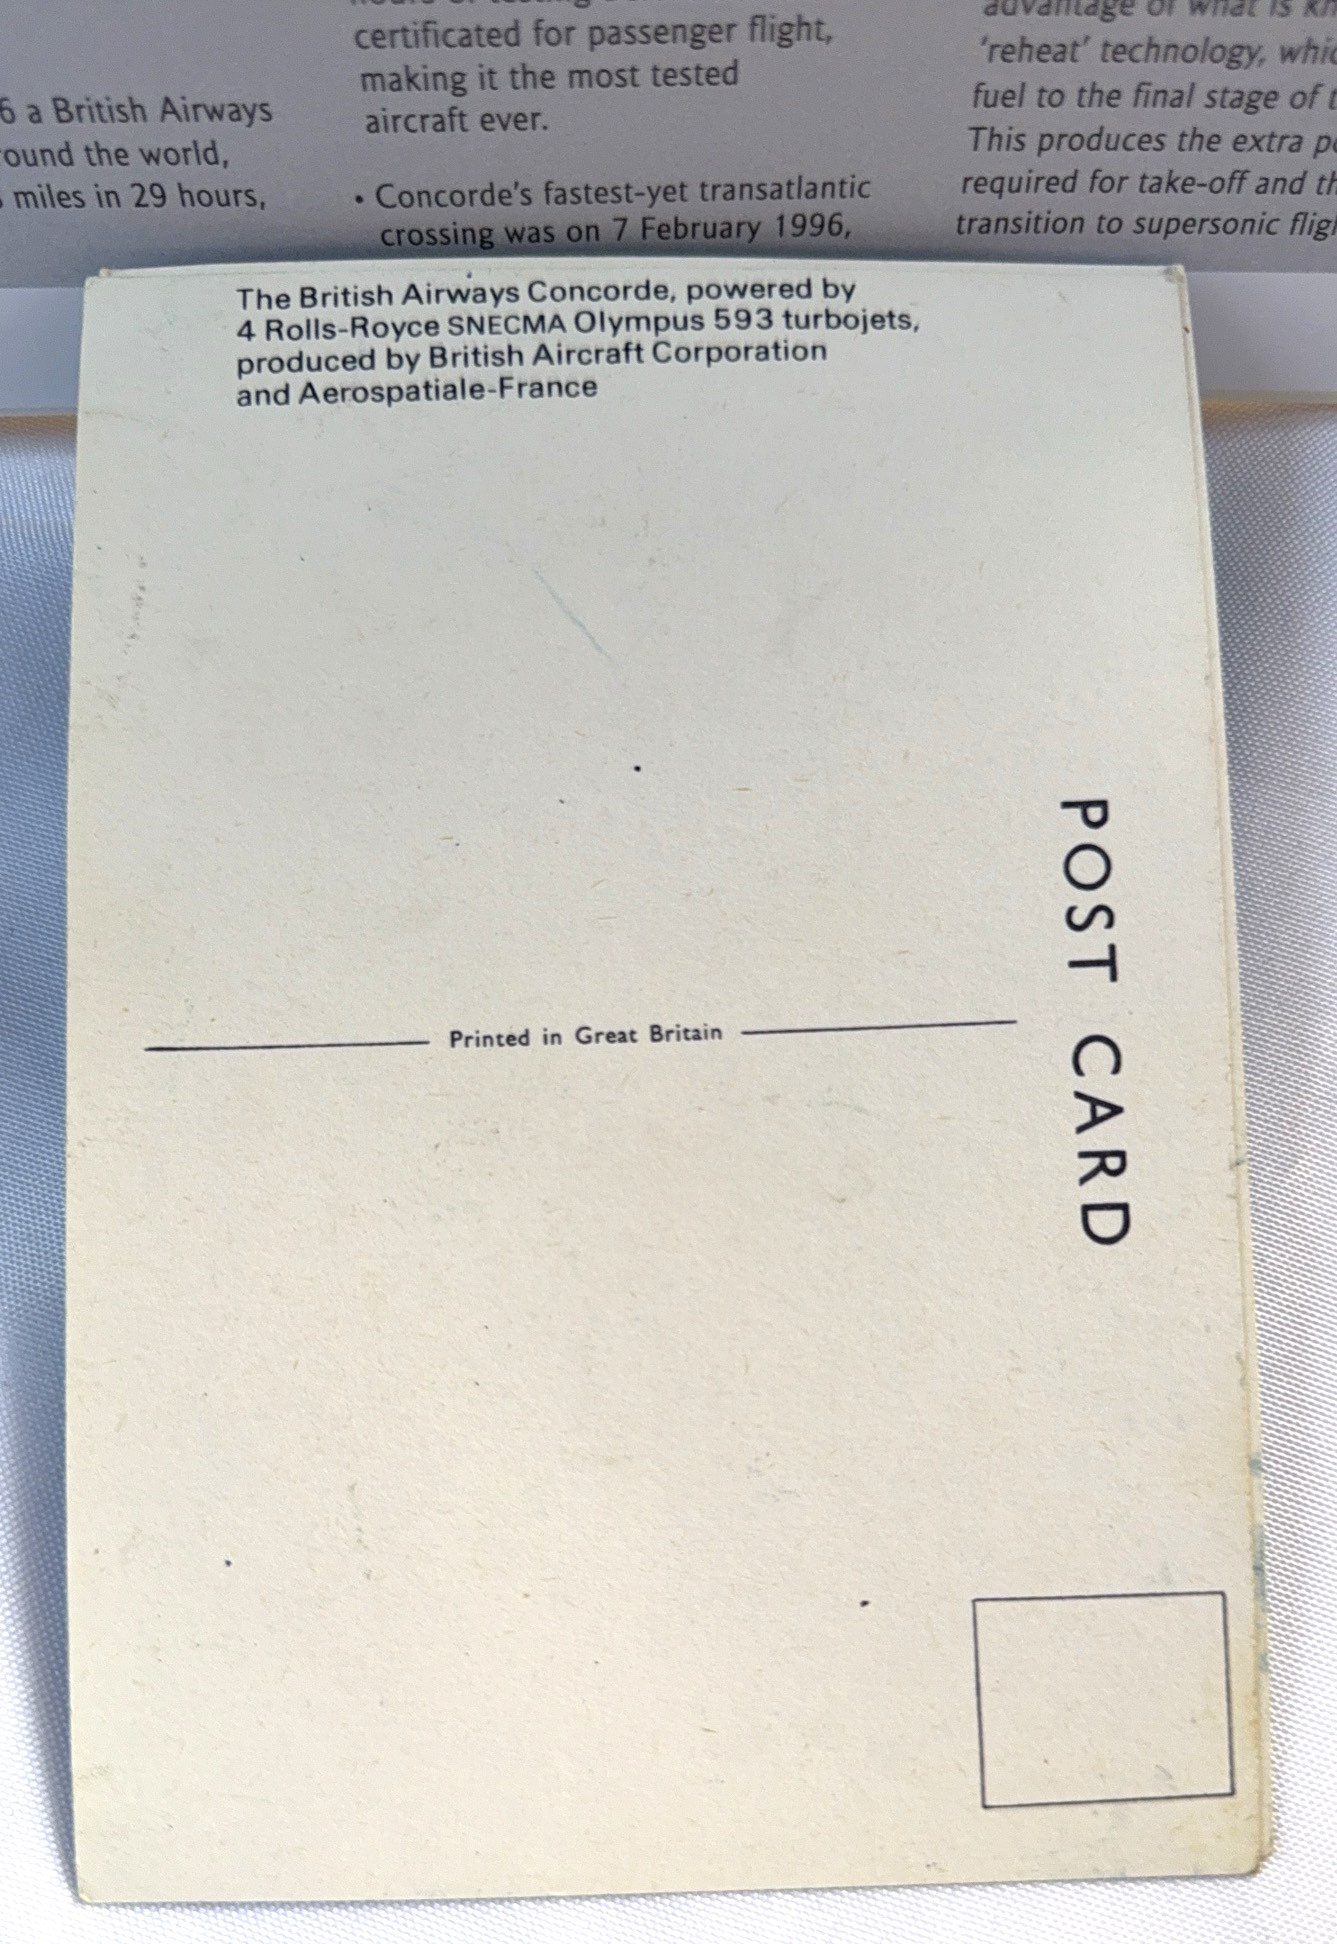 certificated for passenger flight,
making it the most tested
aircraft ever.
• Concorde's fastest-yet transatlantic
crossing was on 7 February 1996,
6 a British Airways
ound the world,
miles in 29 hours,
advantage of what is
'reheat' technology,
fuel to the final stage of
This produces the extra
required for take-off and
transition to supersonic
The British Airways Concorde, powered by
4 Rolls-Royce SNECMA Olympus 593 turbojets,
produced by British Aircraft Corporation
and Aerospatiale-France
POST CARD
Printed in Great Britain